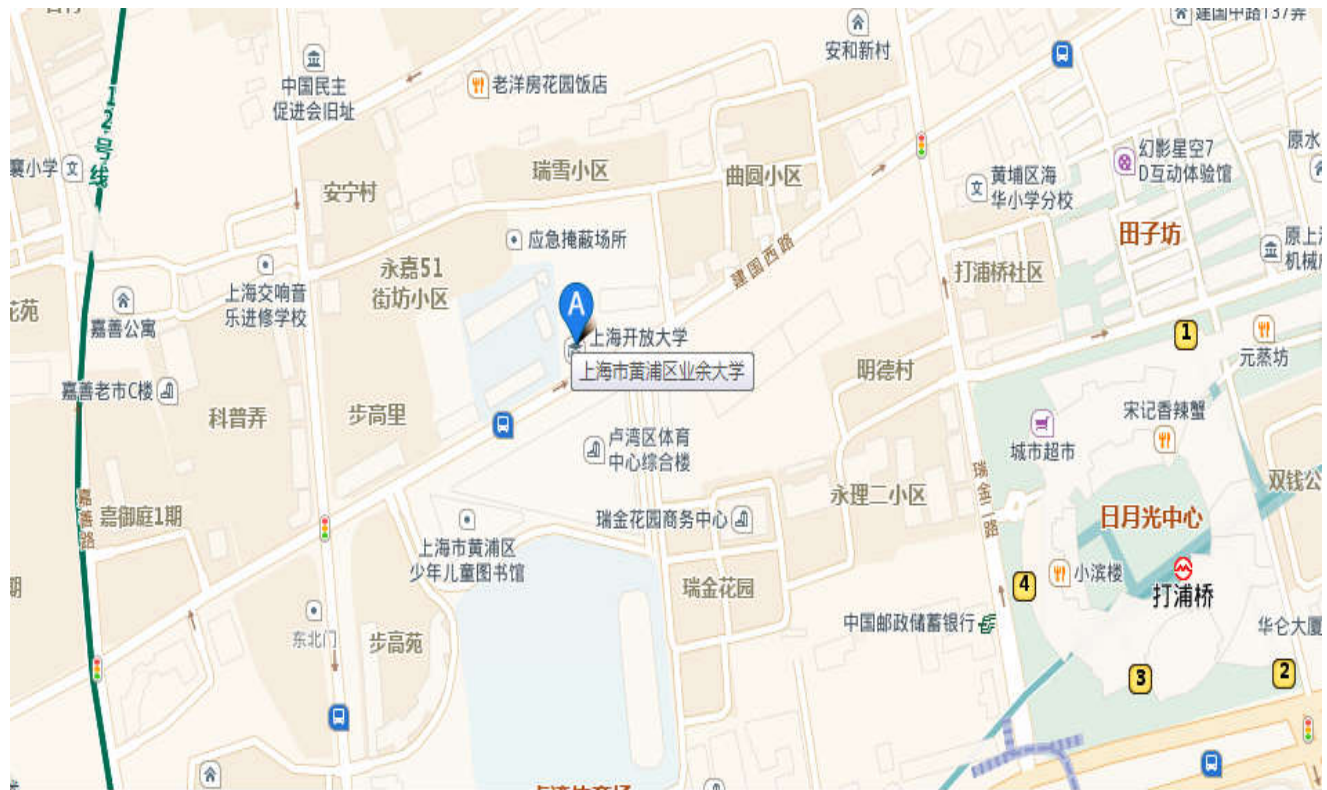 建国中路137弄
安和新村
中国民主
促进会旧址
老洋房花园饭店
12号线
襄小学
安宁村
瑞雪小区
曲圆小区
黄埔区海
华小学分校
幻影星空7
D互动体验馆
原水
田子坊
原上海
机械
应急掩蔽场所
永嘉51
街坊小区
建国西路
打浦桥社区
上海交响音
乐进修学校
花苑
嘉善公寓
A
上海开放大学
上海市黄浦区业余大学
1
元蒸坊
明德村
嘉善老市C楼
科普弄
步高里
宋记香辣蟹
城市超市
卢湾区体育
中心综合楼
瑞金二路
永理二小区
双钱公
嘉善路
嘉御庭1期
瑞金花园商务中心
日月光中心
上海市黄浦区
少年儿童图书馆
期
瑞金花园
4
小滨楼
打浦桥
东北门
步高苑
中国邮政储蓄银行
华仑大厦
3
2